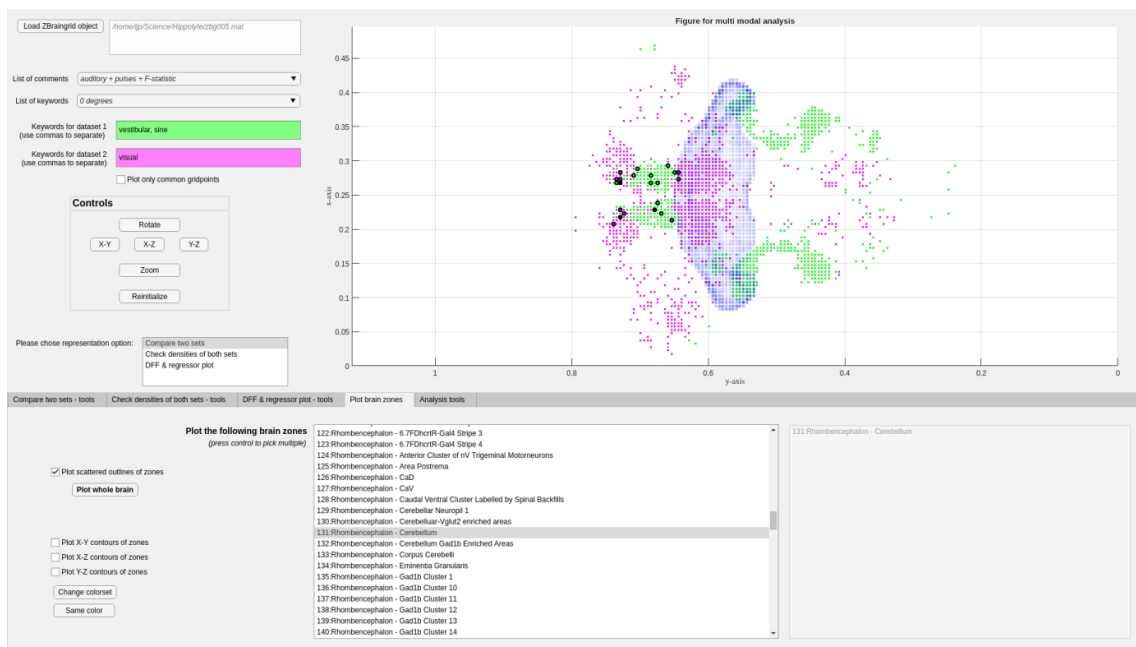 Load ZBraingrid object
/home/ljp/Science/Hippolyte/zbg005.mat
List of comments
auditory + pulses + F-statistic
List of keywords
0 degrees
Keywords for dataset 1
(use commas to separate)
vestibular, sine
Keywords for dataset 2
(use commas to separate)
visual
Plot only common gridpoints
Controls
Rotate
X-Y
X-Z
Y-Z
Zoom
Reinitialize
Please chose representation option:
Compare two sets
Check densities of both sets
DFF & regressor plot
Figure for multi modal analysis
0.45
0.4
0.35
0.3
0.25
0.2
0.15
0.1
0.05
0
x-axis
1
0.8
0.6
0.4
0.2
0
y-axis
Compare two sets - tools
Check densities of both sets - tools
DFF & regressor plot - tools
Plot brain zones
Analysis tools
Plot the following brain zones
(press control to pick multiple)
Plot scattered outlines of zones
Plot whole brain
Plot X-Y contours of zones
Plot X-Z contours of zones
Plot Y-Z contours of zones
Change colorset
Same color
122:Rhombencephalon - 6.7FDhcrtR-Gal4 Stripe 3
123:Rhombencephalon - 6.7FDhcrtR-Gal4 Stripe 4
124:Rhombencephalon - Anterior Cluster of nV Trigeminal Motorneurons
125:Rhombencephalon - Area Postrema
126:Rhombencephalon - CaD
127:Rhombencephalon - CaV
128:Rhombencephalon - Caudal Ventral Cluster Labelled by Spinal Backfills
129:Rhombencephalon - Cerebellar Neuropil 1
130:Rhombencephalon - Cerebelluar-Vglut2 enriched areas
131:Rhombencephalon - Cerebellum
132:Rhombencephalon - Cerebellum Gad1b Enriched Areas
133:Rhombencephalon - Corpus Cerebelli
134:Rhombencephalon - Eminentia Granularis
135:Rhombencephalon - Gad1b Cluster 1
136:Rhombencephalon - Gad1b Cluster 10
137:Rhombencephalon - Gad1b Cluster 11
138:Rhombencephalon - Gad1b Cluster 12
139:Rhombencephalon - Gad1b Cluster 13
140:Rhombencephalon - Gad1b Cluster 14
131:Rhombencephalon - Cerebellum